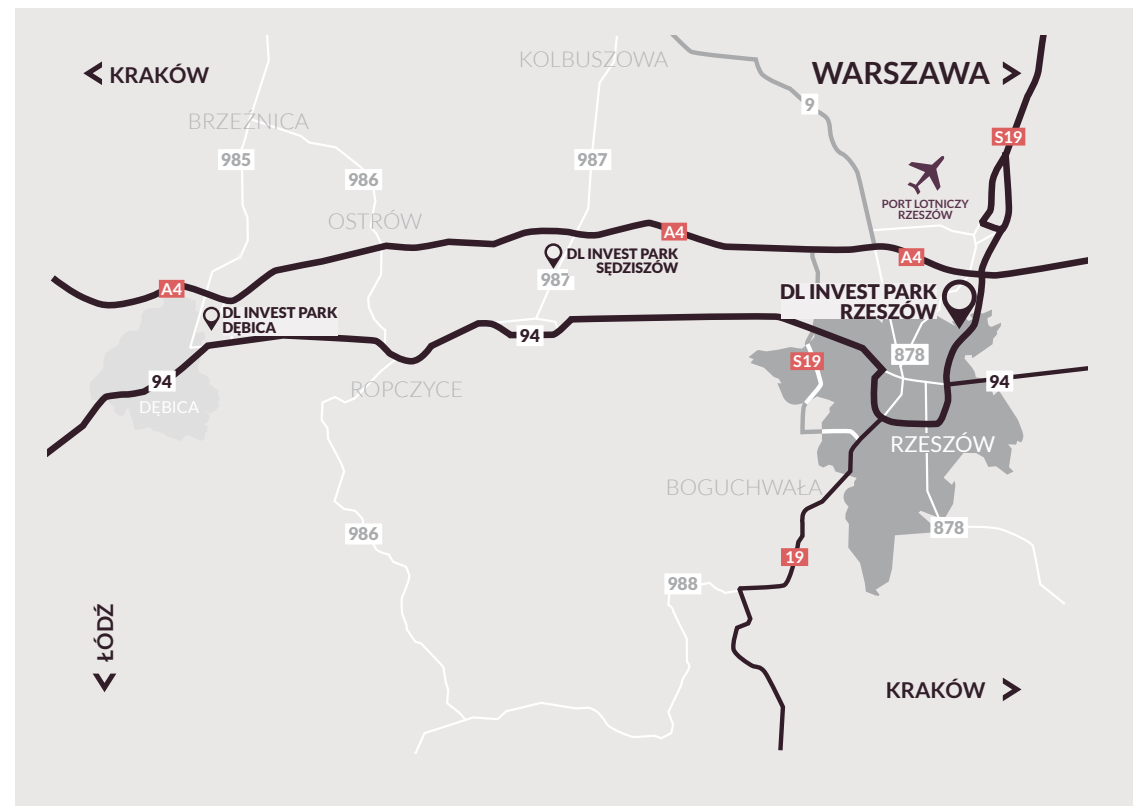 KRAKÓW
KOLBUSZOWA
WARSZAWA
9
BRZEŹNICA
S19
985
987
986
PORT LOTNICZY
RZESZÓW
OSTRÓW
A4
A4
DL INVEST PARK
SĘDZISZÓW
987
A4
DL INVEST PARK
RZESZÓW
DL INVEST PARK
DĘBICA
94
878
S19
94
94
ROPCZYCE
DĘBICA
RZESZÓW
BOGUCHWAŁA
986
878
19
988
ŁÓDŹ
KRAKÓW